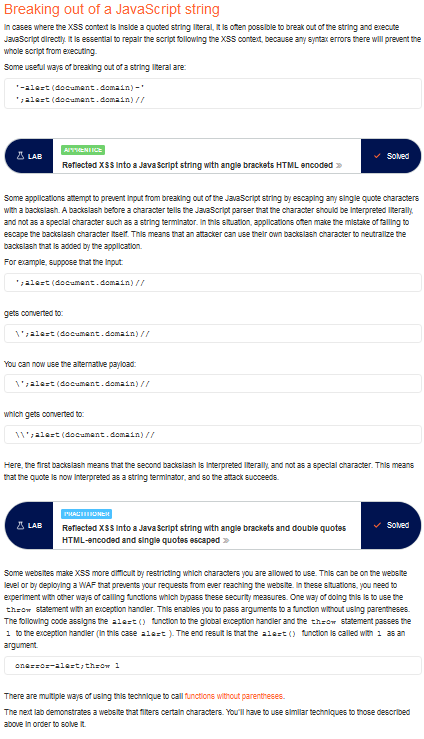 Breaking out of a JavaScript string
In cases where the XSS context is inside a quoted string literal, it is often possible to break out of the string and execute
JavaScript directly. It is essential to repair the script following the XSS context, because any syntax errors there will prevent the
whole script from executing.
Some useful ways of breaking out of a string literal are:
'-alert(document.domain)-'
';alert(document.domain)//
LAB
APPRENTICE
Reflected XSS into a JavaScript string with angle brackets HTML encoded »
Solved
Some applications attempt to prevent input from breaking out of the JavaScript string by escaping any single quote characters
with a backslash. A backslash before a character tells the JavaScript parser that the character should be interpreted literally,
and not as a special character such as a string terminator. In this situation, applications often make the mistake of failing to
escape the backslash character itself. This means that an attacker can use their own backslash character to neutralize the
backslash that is added by the application.
For example, suppose that the input:
';alert(document.domain)//
gets converted to:
\';alert(document.domain)//
You can now use the alternative payload:
\';alert(document.domain)//
which gets converted to:
\\';alert(document.domain)//
Here, the first backslash means that the second backslash is interpreted literally, and not as a special character. This means
that the quote is now interpreted as a string terminator, and so the attack succeeds.
LAB
PRACTITIONER
Reflected XSS into a JavaScript string with angle brackets and double quotes
HTML-encoded and single quotes escaped »
Solved
Some websites make XSS more difficult by restricting which characters you are allowed to use. This can be on the website
level or by deploying a WAF that prevents your requests from ever reaching the website. In these situations, you need to
experiment with other ways of calling functions which bypass these security measures. One way of doing this is to use the
throw statement with an exception handler. This enables you to pass arguments to a function without using parentheses.
The following code assigns the alert() function to the global exception handler and the throw statement passes the
1 to the exception handler (in this case alert ). The end result is that the alert() function is called with 1 as an
argument.
onerror=alert;throw 1
There are multiple ways of using this technique to call functions without parentheses.
The next lab demonstrates a website that filters certain characters. You'll have to use similar techniques to those described
above in order to solve it.